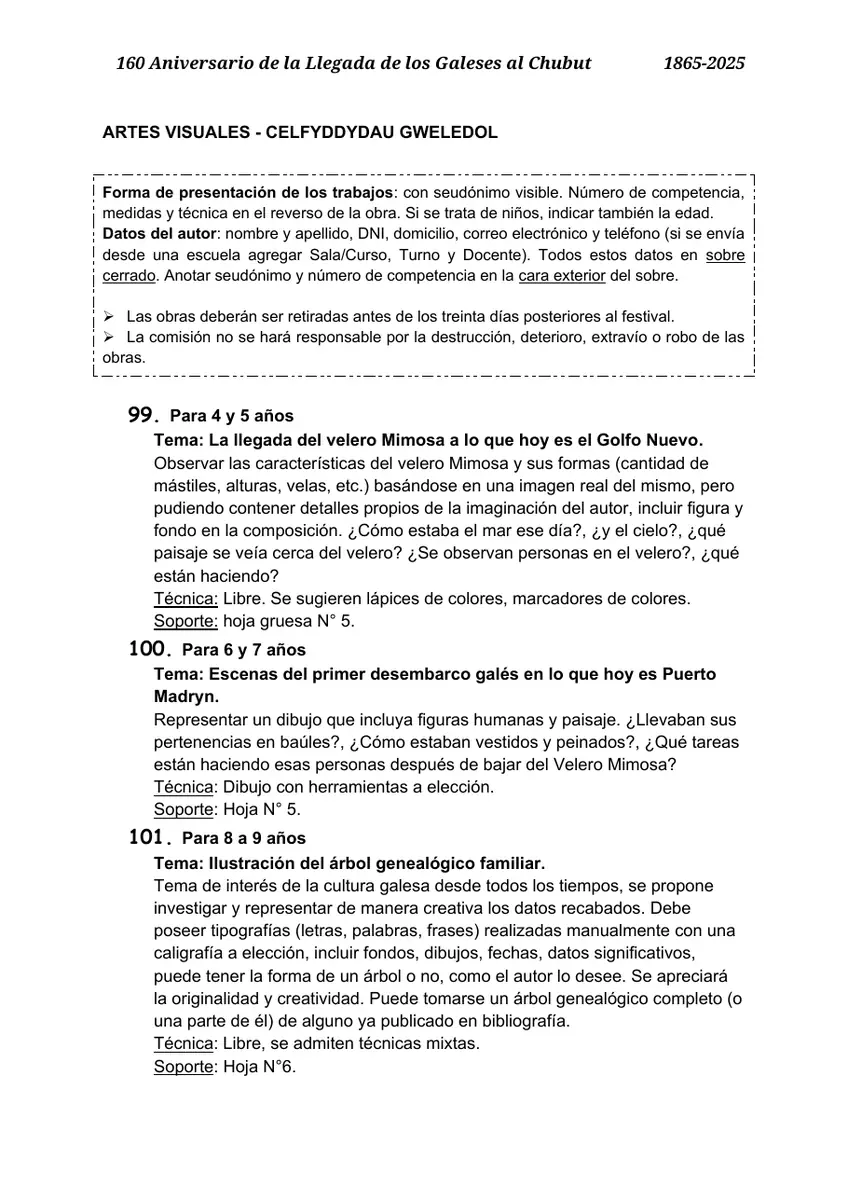 160 Aniversario de la Llegada de los Galeses al Chubut 1865-2025
ARTES VISUALES - CELFYDDYDAU GWELEDOL
Forma de presentación de los trabajos: con seudónimo visible. Número de competencia,
medidas y técnica en el reverso de la obra. Si se trata de niños, indicar también la edad.
Datos del autor: nombre y apellido, DNI, domicilio, correo electrónico y teléfono (si se envía
desde una escuela agregar Sala/Curso, Turno y Docente). Todos estos datos en sobre
cerrado. Anotar seudónimo y número de competencia en la cara exterior del sobre.
➢ Las obras deberán ser retiradas antes de los treinta días posteriores al festival.
➢ La comisión no se hará responsable por la destrucción, deterioro, extravío o robo de las
obras.
99. Para 4 y 5 años
Tema: La llegada del velero Mimosa a lo que hoy es el Golfo Nuevo.
Observar las características del velero Mimosa y sus formas (cantidad de
mástiles, alturas, velas, etc.) basándose en una imagen real del mismo, pero
pudiendo contener detalles propios de la imaginación del autor, incluir figura y
fondo en la composición. ¿Cómo estaba el mar ese día?, ¿y el cielo?, ¿qué
paisaje se veía cerca del velero? ¿Se observan personas en el velero?, ¿qué
están haciendo?
Técnica: Libre. Se sugieren lápices de colores, marcadores de colores.
Soporte: hoja gruesa N° 5.
100. Para 6 y 7 años
Tema: Escenas del primer desembarco galés en lo que hoy es Puerto
Madryn.
Representar un dibujo que incluya figuras humanas y paisaje. ¿Llevaban sus
pertenencias en baúles?, ¿Cómo estaban vestidos y peinados?, ¿Qué tareas
están haciendo esas personas después de bajar del Velero Mimosa?
Técnica: Dibujo con herramientas a elección.
Soporte: Hoja N° 5.
101. Para 8 a 9 años
Tema: Ilustración del árbol genealógico familiar.
Tema de interés de la cultura galesa desde todos los tiempos, se propone
investigar y representar de manera creativa los datos recabados. Debe
poseer tipografías (letras, palabras, frases) realizadas manualmente con una
caligrafía a elección, incluir fondos, dibujos, fechas, datos significativos,
puede tener la forma de un árbol o no, como el autor lo desee. Se apreciará
la originalidad y creatividad. Puede tomarse un árbol genealógico completo (o
una parte de él) de alguno ya publicado en bibliografía.
Técnica: Libre, se admiten técnicas mixtas.
Soporte: Hoja N°6.